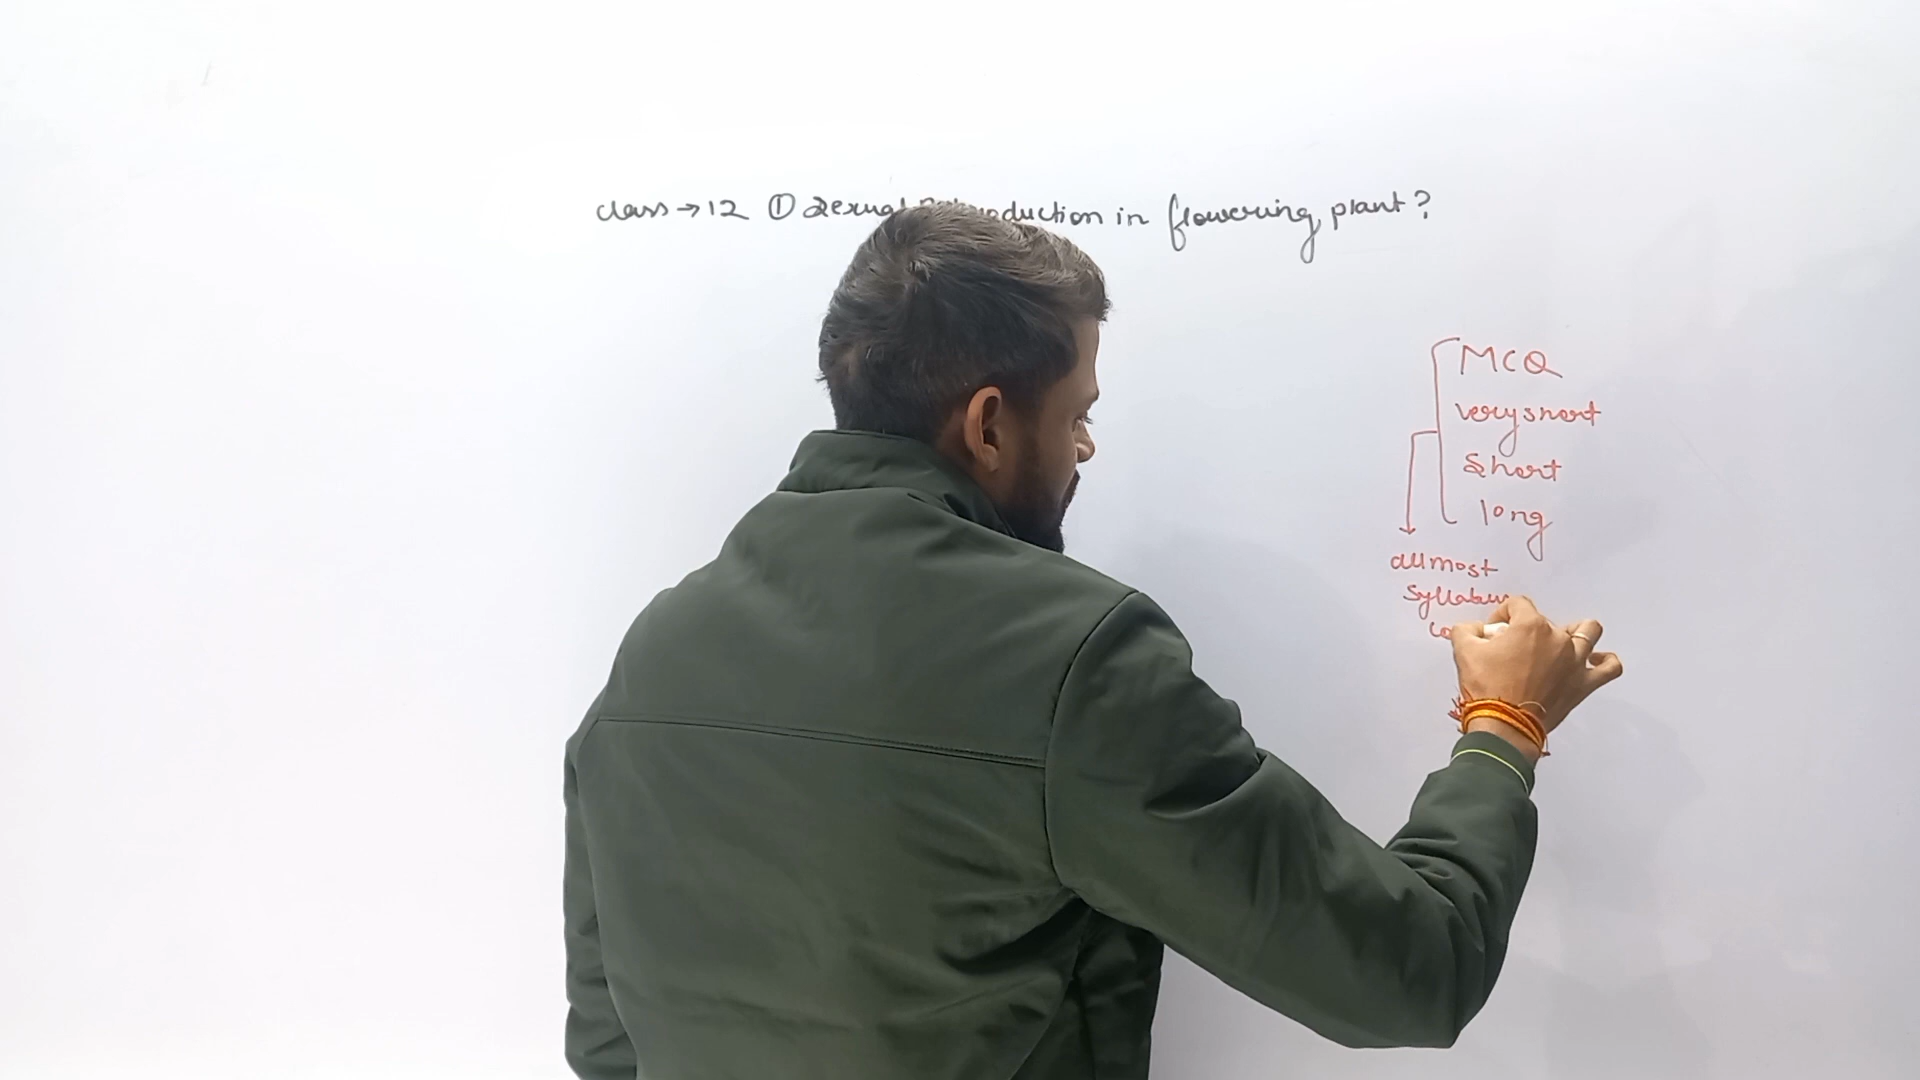 class → 12 ① Sexual Reproduction in flowering plant?
MCQ
very short
Short
long
allmost
Syllabus